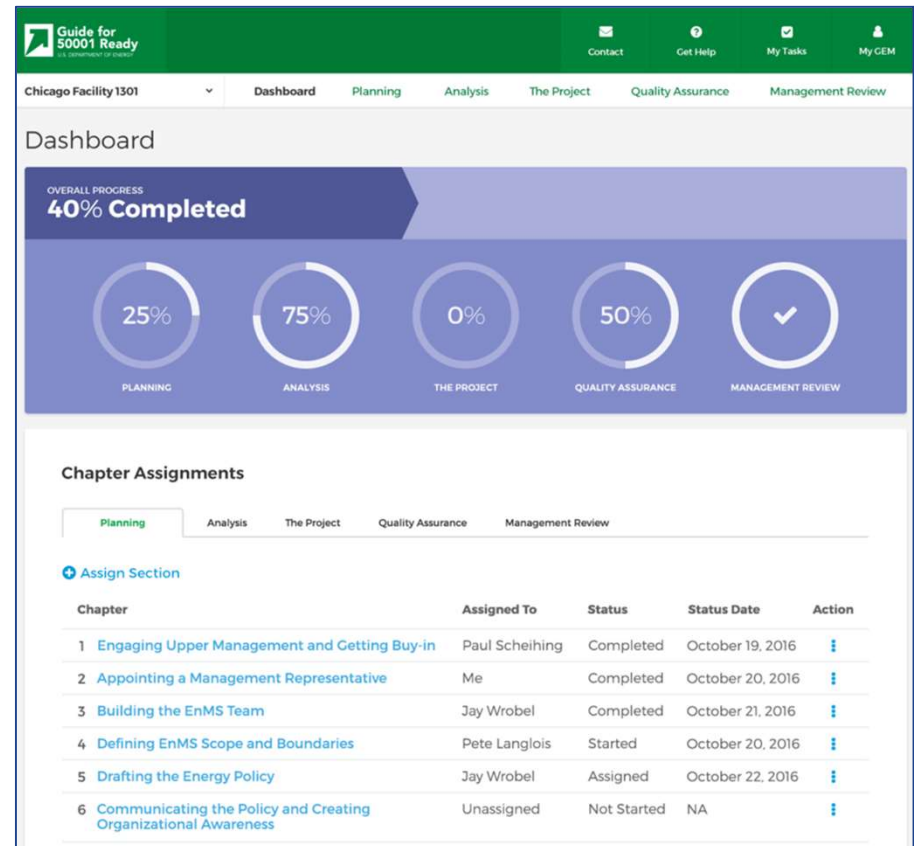 Guide for
50001 Ready
U.S. DEPARTMENT OF ENERGY
Contact
Get Help
My Tasks
My GEM
Chicago Facility 1301
Dashboard
Planning
Analysis
The Project
Quality Assurance
Management Review
Dashboard
OVERALL PROGRESS
40% Completed
25%
75%
0%
50%
PLANNING
ANALYSIS
THE PROJECT
QUALITY ASSURANCE
MANAGEMENT REVIEW
Chapter Assignments
Planning
Analysis
The Project
Quality Assurance
Management Review
Assign Section
Chapter Assigned To Status Status Date Action
1 Engaging Upper Management and Getting Buy-in Paul Scheihing Completed October 19, 2016
2 Appointing a Management Representative Me Completed October 20, 2016
3 Building the EnMS Team Jay Wrobel Completed October 21, 2016
4 Defining EnMS Scope and Boundaries Pete Langlois Started October 20, 2016
5 Drafting the Energy Policy Jay Wrobel Assigned October 22, 2016
6 Communicating the Policy and Creating Unassigned Not Started NA
Organizational Awareness